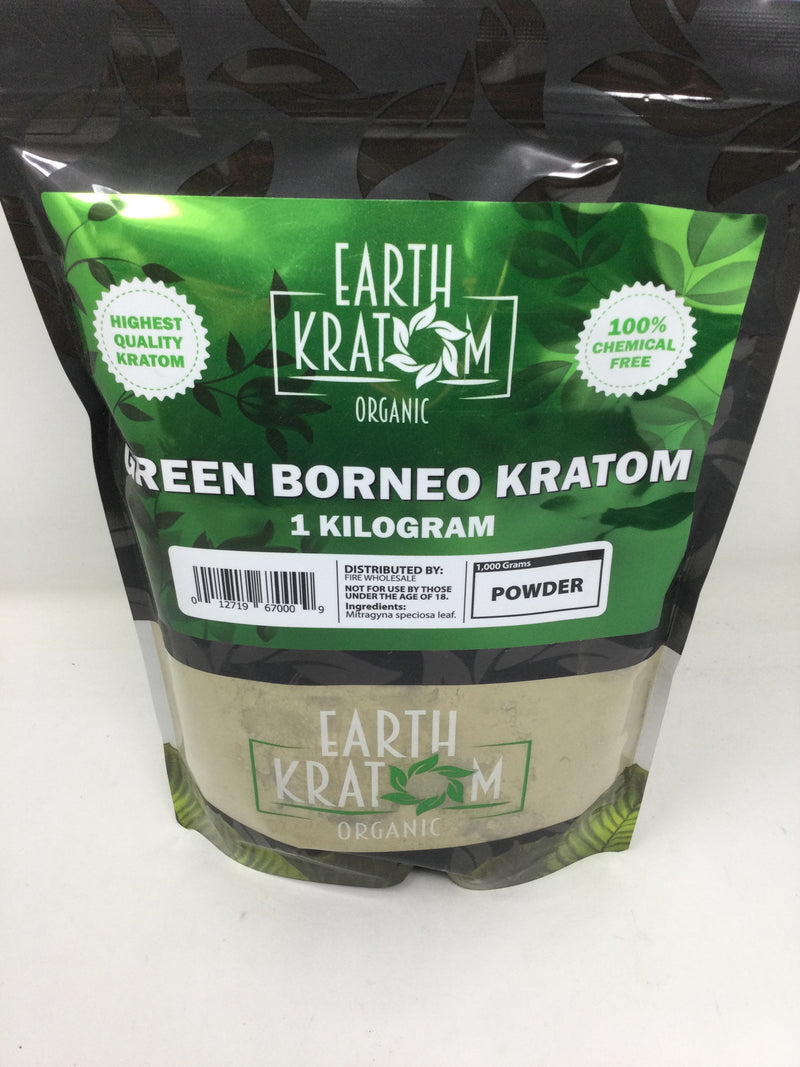 EARTH
KRATOM
ORGANIC
HIGHEST
QUALITY
KRATOM
100%
CHEMICAL
FREE
GREEN BORNEO KRATOM
1 KILOGRAM
0 12719 67000 9
DISTRIBUTED BY:
FIRE WHOLESALE
NOT FOR USE BY THOSE
UNDER THE AGE OF 18.
Ingredients:
Mitragyna speciosa leaf.
1,000 Grams
POWDER
EARTH
KRATOM
ORGANIC